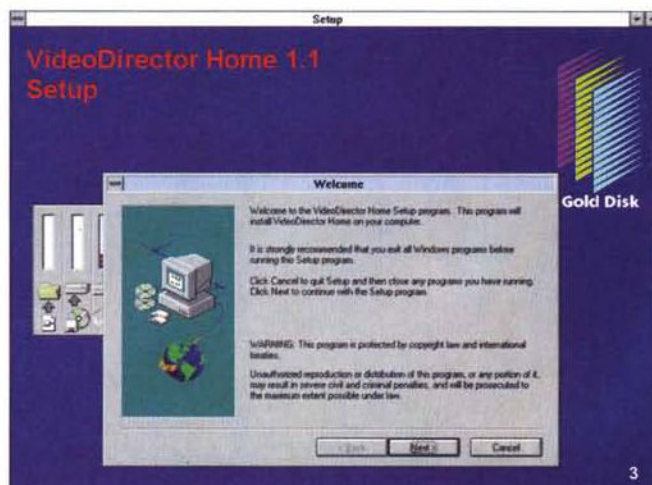 Setup
VideoDirector Home 1.1
Setup
Gold Disk
Welcome
Welcome to the VideoDirector Home Setup program. This program will
install VideoDirector Home on your computer.
It is strongly recommended that you exit all Windows programs before
running this Setup program.
Click Cancel to quit Setup and then close any programs you have running.
Click Next to continue with the Setup program.
WARNING: This program is protected by copyright law and international
treaties.
Unauthorized reproduction or distribution of this program, or any portion of it,
may result in severe civil and criminal penalties, and will be prosecuted to
the maximum extent possible under law.
< Back
Next >
Cancel
3